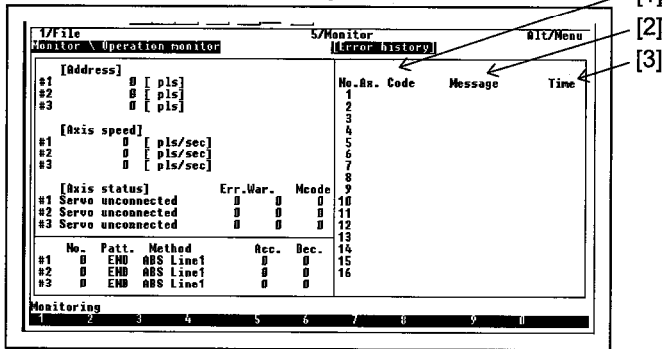 [1]
1/File 5/Monitor Alt/Menu
Monitor \ Operation monitor [Error history]
[2]
[3]
[Address]
#1 0 [ pls]
#2 0 [ pls]
#3 0 [ pls]
[Axis speed]
#1 0 [ pls/sec]
#2 0 [ pls/sec]
#3 0 [ pls/sec]
[Axis status] Err.War. Mcode
#1 Servo unconnected 0 0 0
#2 Servo unconnected 0 0 0
#3 Servo unconnected 0 0 0
No. Patt. Method Acc. Dec.
#1 0 END ABS Line1 0 0
#2 0 END ABS Line1 0 0
#3 0 END ABS Line1 0 0
No.Ax. Code Message Time
1
2
3
4
5
6
7
8
9
10
11
12
13
14
15
16
Monitoring
1 2 3 4 5 6 7 8 9 0